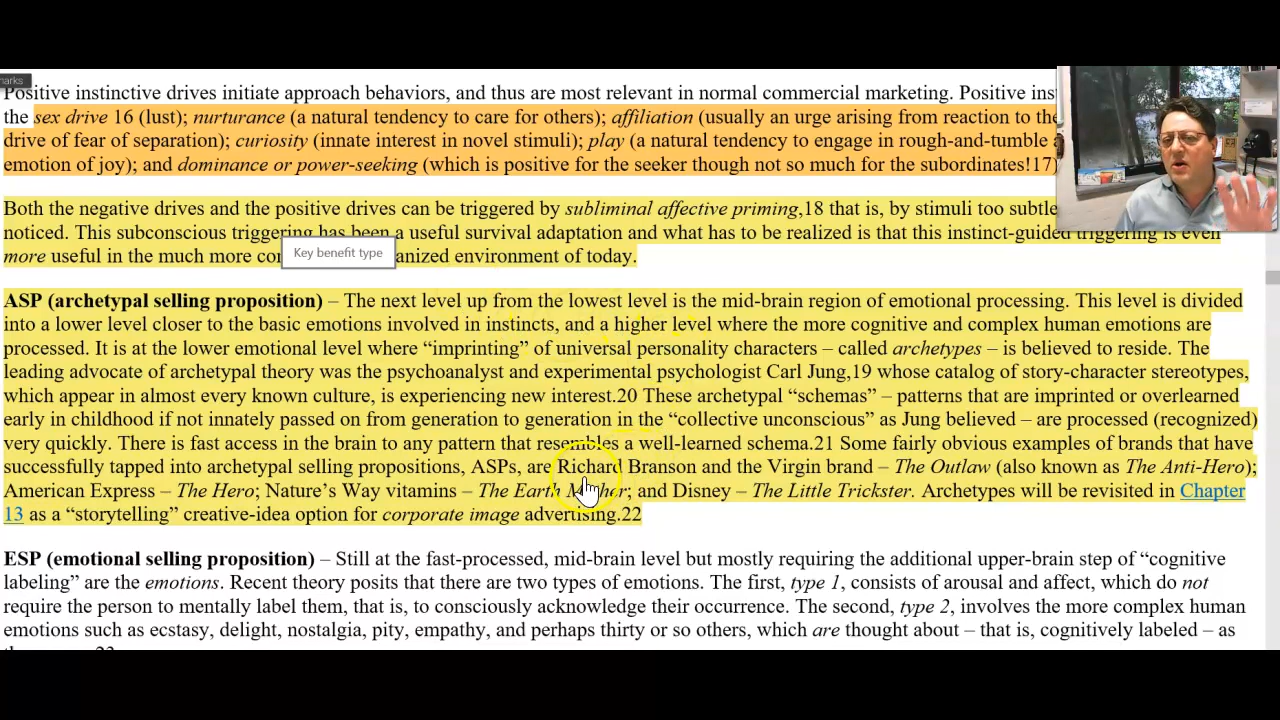 marks
Positive instinctive drives initiate approach behaviors, and thus are most relevant in normal commercial marketing. Positive
the sex drive 16 (lust); nurturance (a natural tendency to care for others); affiliation (usually an urge arising from reaction to the
drive of fear of separation); curiosity (innate interest in novel stimuli); play (a natural tendency to engage in rough-and-tumble
emotion of joy); and dominance or power-seeking (which is positive for the seeker though not so much for the subordinates!17)
Both the negative drives and the positive drives can be triggered by subliminal affective priming,18 that is, by stimuli too subtle
noticed. This subconscious triggering has been a useful survival adaptation and what has to be realized is that this instinct-guided triggering is even
Key benefit type
more useful in the much more anized environment of today.
ASP (archetypal selling proposition) – The next level up from the lowest level is the mid-brain region of emotional processing. This level is divided
into a lower level closer to the basic emotions involved in instincts, and a higher level where the more cognitive and complex human emotions are
processed. It is at the lower emotional level where “imprinting” of universal personality characters – called archetypes – is believed to reside. The
leading advocate of archetypal theory was the psychoanalyst and experimental psychologist Carl Jung,19 whose catalog of story-character stereotypes,
which appear in almost every known culture, is experiencing new interest.20 These archetypal “schemas” – patterns that are imprinted or overlearned
early in childhood if not innately passed on from generation to generation in the “collective unconscious” as Jung believed – are processed (recognized)
very quickly. There is fast access in the brain to any pattern that resembles a well-learned schema.21 Some fairly obvious examples of brands that have
successfully tapped into archetypal selling propositions, ASPs, are Richard Branson and the Virgin brand – The Outlaw (also known as The Anti-Hero);
American Express – The Hero; Nature’s Way vitamins – The Earth Mother; and Disney – The Little Trickster. Archetypes will be revisited in Chapter
13 as a “storytelling” creative-idea option for corporate image advertising.22
ESP (emotional selling proposition) – Still at the fast-processed, mid-brain level but mostly requiring the additional upper-brain step of “cognitive
labeling” are the emotions. Recent theory posits that there are two types of emotions. The first, type 1, consists of arousal and affect, which do not
require the person to mentally label them, that is, to consciously acknowledge their occurrence. The second, type 2, involves the more complex human
emotions such as ecstasy, delight, nostalgia, pity, empathy, and perhaps thirty or so others, which are thought about – that is, cognitively labeled – as